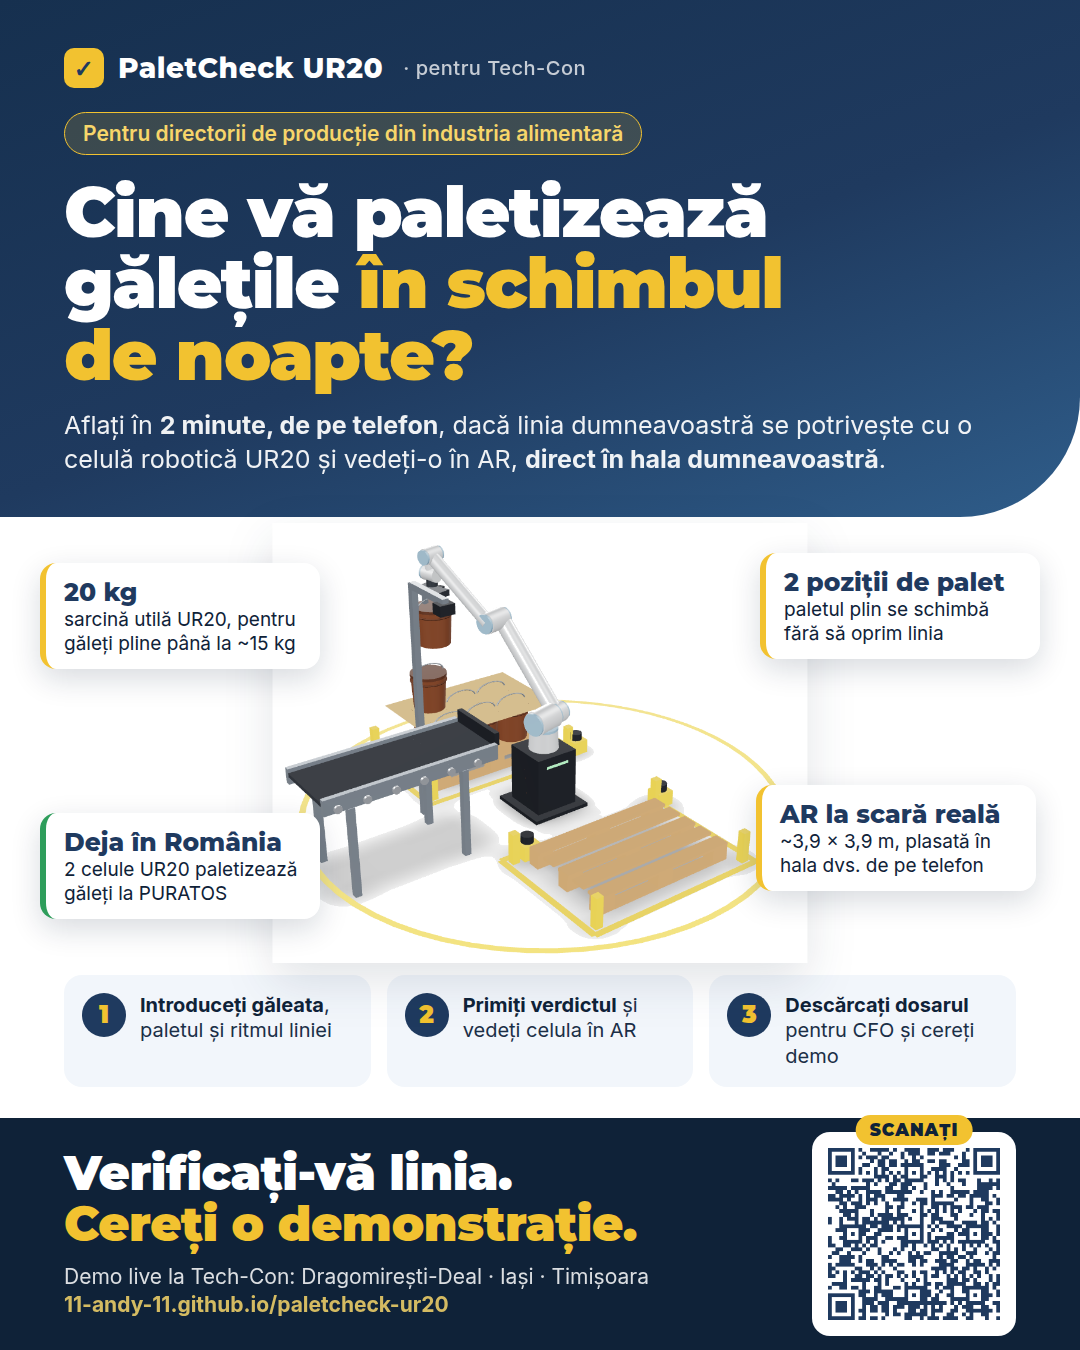 ✓ PaletCheck UR20 · pentru Tech-Con
Pentru directorii de producție din industria alimentară
Cine vă paletizează
gălețile în schimbul
de noapte?
Aflați în 2 minute, de pe telefon, dacă linia dumneavoastră se potrivește cu o
celulă robotică UR20 și vedeți-o în AR, direct în hala dumneavoastră.
20 kg
sarcină utilă UR20, pentru
găleți pline până la ~15 kg
2 poziții de palet
paletul plin se schimbă
fără să oprim linia
Deja în România
2 celule UR20 paletizează
găleți la PURATOS
AR la scară reală
~3,9 × 3,9 m, plasată în
hala dvs. de pe telefon
1
Introduceți găleata,
paletul și ritmul liniei
2
Primiți verdictul și
vedeți celula în AR
3
Descărcați dosarul
pentru CFO și cereți
demo
Verificați-vă linia.
Cereți o demonstrație.
Demo live la Tech-Con: Dragomirești-Deal · Iași · Timișoara
11-andy-11.github.io/paletcheck-ur20
SCANAȚI